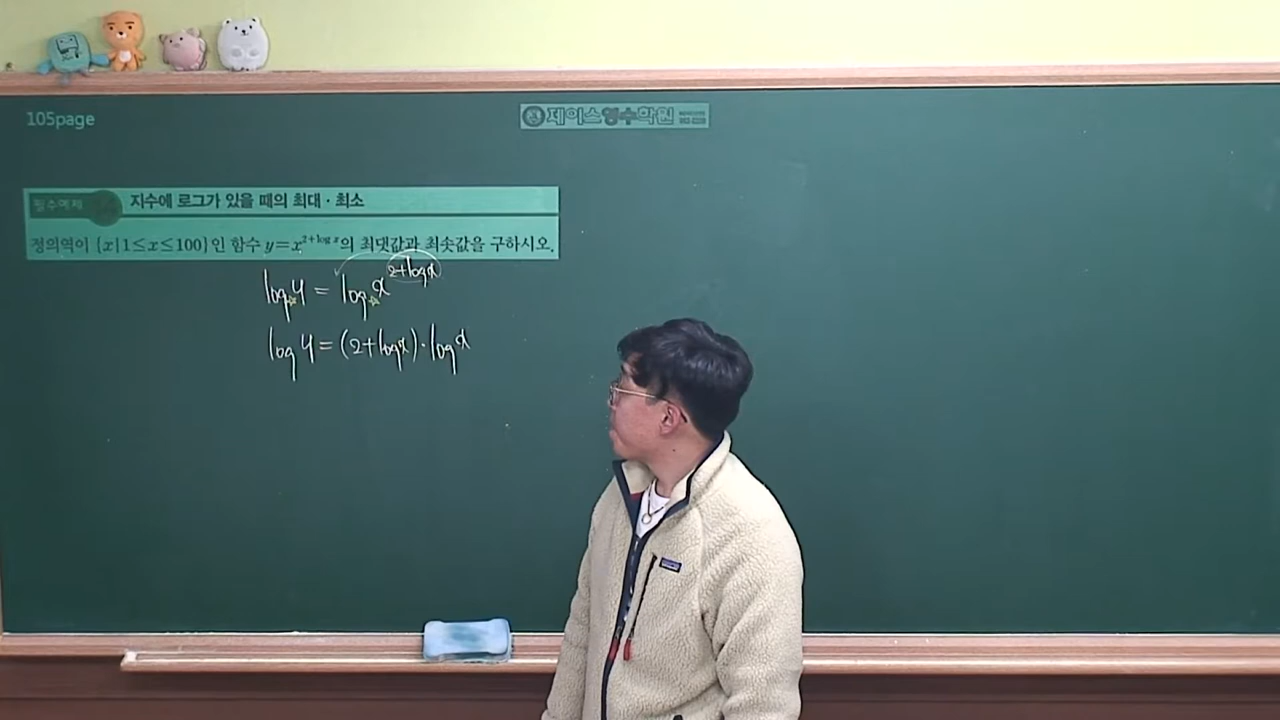 105page
제이스영수학원
필수예제
지수에 로그가 있을 때의 최대·최소
정의역이 {x|1≤x≤100}인 함수 y=x^{2+log x}의 최댓값과 최솟값을 구하시오.
log y = log x^{2+log x}
log y = (2+log x)·log x